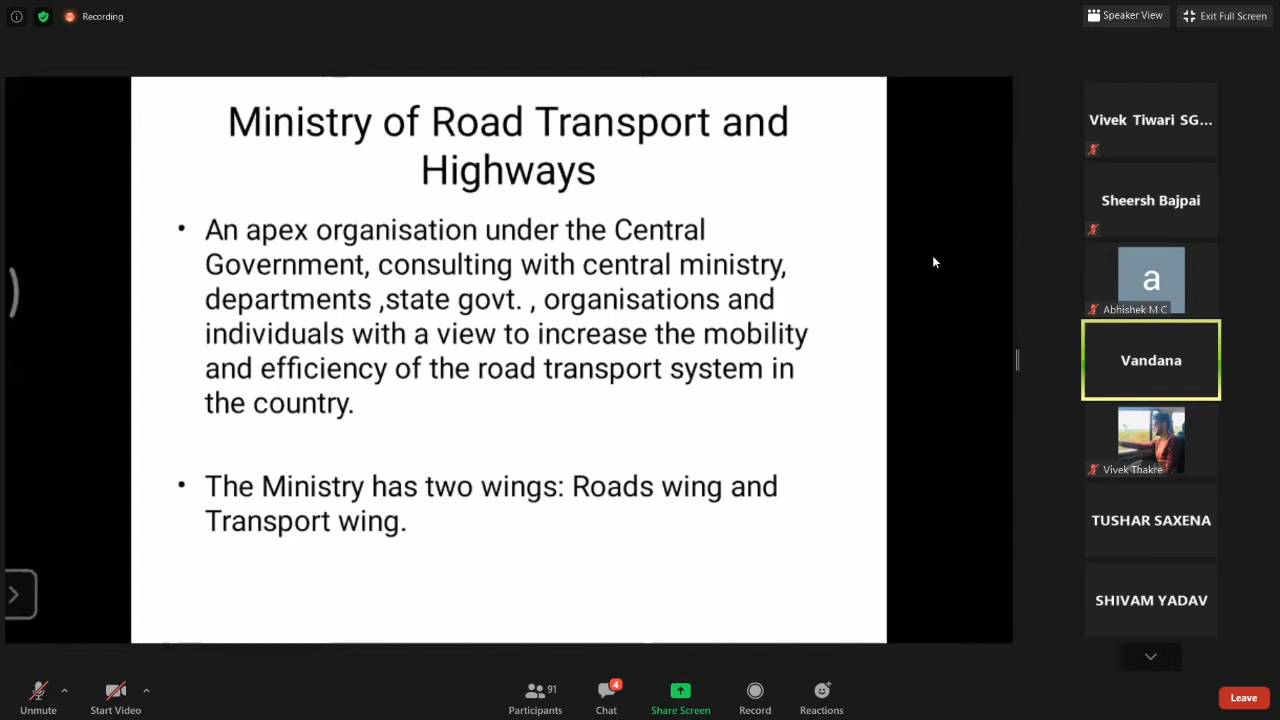 Recording
Speaker View
Exit Full Screen
Ministry of Road Transport and
Highways
• An apex organisation under the Central
Government, consulting with central ministry,
departments ,state govt. , organisations and
individuals with a view to increase the mobility
and efficiency of the road transport system in
the country.
• The Ministry has two wings: Roads wing and
Transport wing.
Vivek Tiwari SG...
Sheersh Bajpai
a
Abhishek M C
Vandana
Vivek Thakre
TUSHAR SAXENA
SHIVAM YADAV
Unmute
Start Video
91
Participants
4
Chat
Share Screen
Record
Reactions
Leave